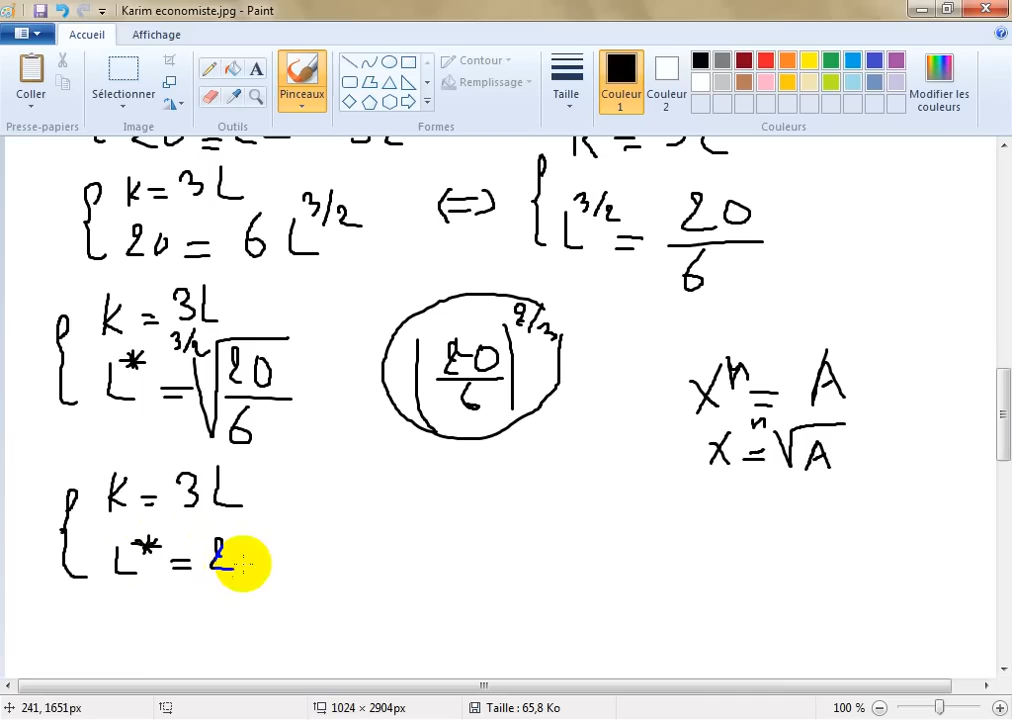 Karim economiste.jpg - Paint
Accueil Affichage
Coller Sélectionner Pinceaux Contour Remplissage Taille Couleur 1 Couleur 2 Modifier les couleurs
Presse-papiers Image Outils Formes Couleurs
K = 3L
20 = 6 L^3/2 <=> L^3/2 = 20/6
K = 3L
L* = ^3/2√20/6 (20/6)^2/3
x^n = A
x = ^n√A
K = 3L
L* = 2
241, 1651px 1024 × 2904px Taille : 65,8 Ko 100 %